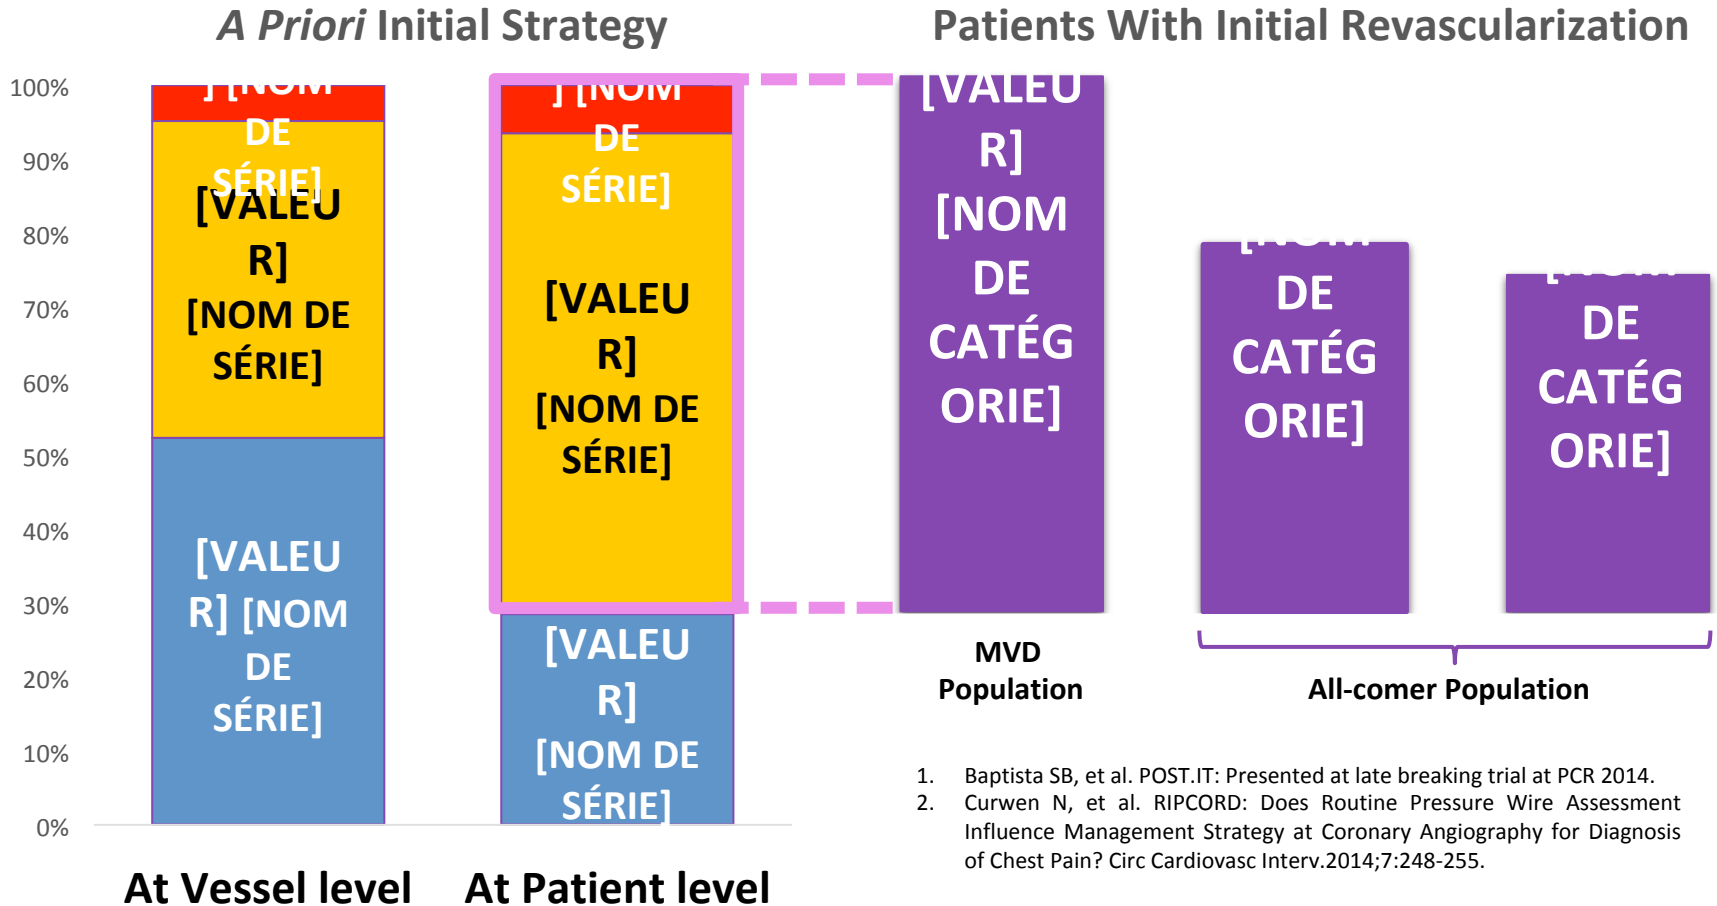 A Priori Initial Strategy
Patients With Initial Revascularization
100%
90%
80%
70%
60%
50%
40%
30%
20%
10%
0%
] [NOM
DE
SÉRIE]
[VALEU
R]
[NOM DE
SÉRIE]
[VALEU
R] [NOM
DE
SÉRIE]
] [NOM
DE
SÉRIE]
[VALEU
R]
[NOM DE
SÉRIE]
[VALEU
R]
[NOM DE
SÉRIE]
At Vessel level
At Patient level
[VALEU
R]
[NOM
DE
CATÉG
ORIE]
[NOM
DE
CATÉG
ORIE]
[NOM
DE
CATÉG
ORIE]
MVD
Population
All-comer Population
1. Baptista SB, et al. POST.IT: Presented at late breaking trial at PCR 2014.
2. Curwen N, et al. RIPCORD: Does Routine Pressure Wire Assessment
Influence Management Strategy at Coronary Angiography for Diagnosis
of Chest Pain? Circ Cardiovasc Interv.2014;7:248-255.